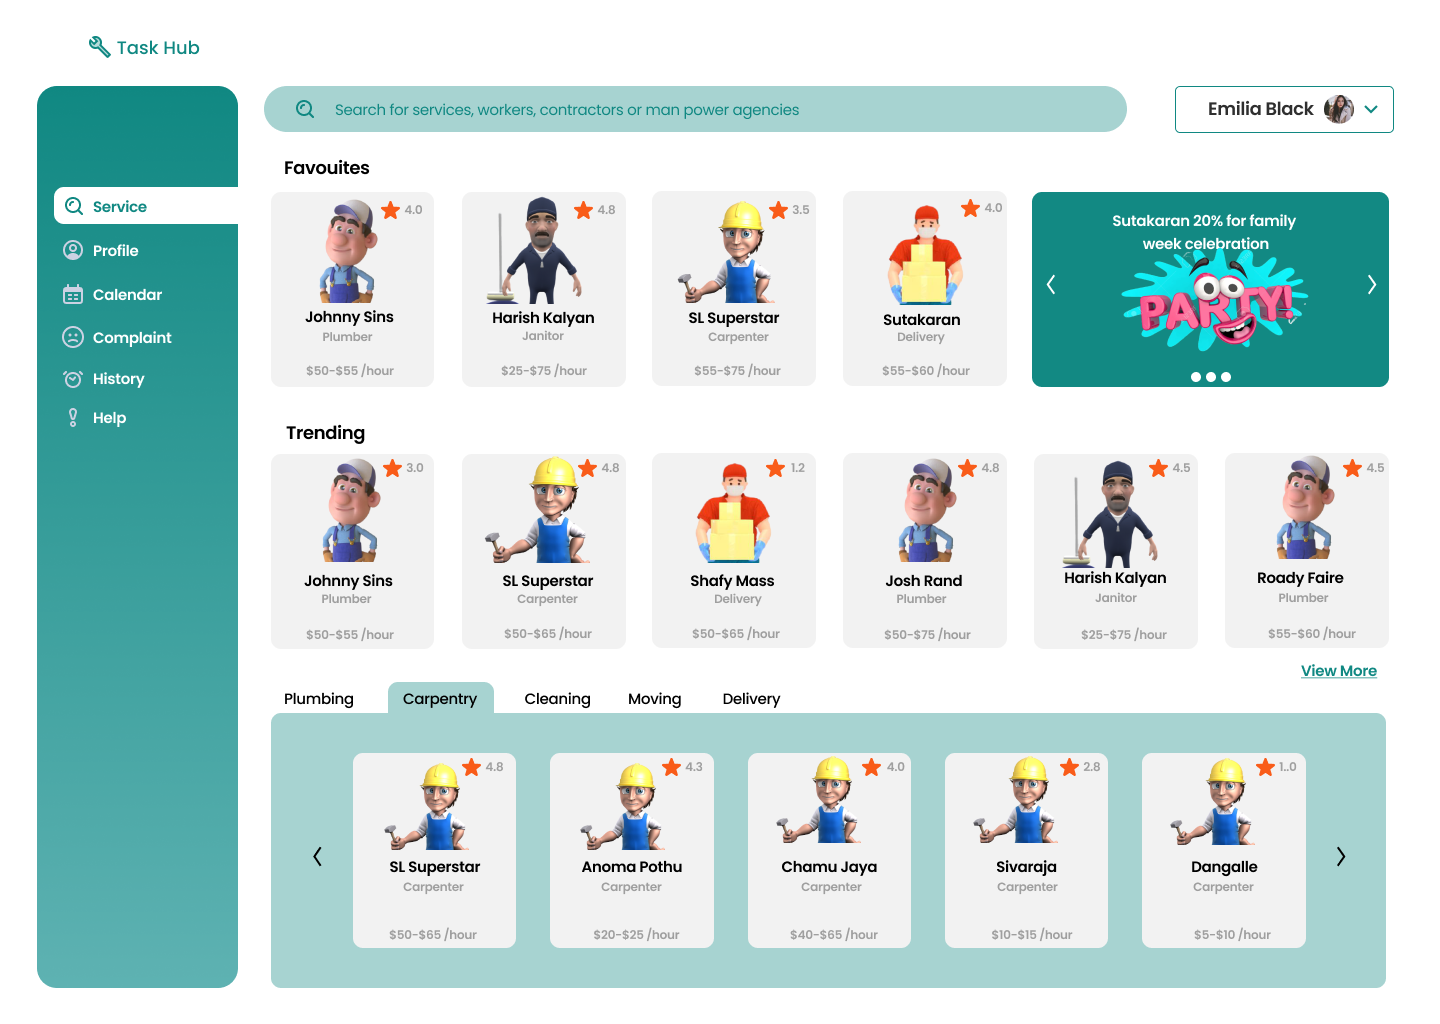 Task Hub
Search for services, workers, contractors or man power agencies
Emilia Black
Service
Profile
Calendar
Complaint
History
Help
Favouites
4.0
Johnny Sins
Plumber
$50-$55 /hour
4.8
Harish Kalyan
Janitor
$25-$75 /hour
3.5
SL Superstar
Carpenter
$55-$75 /hour
4.0
Sutakaran
Delivery
$55-$60 /hour
Sutakaran 20% for family
week celebration
PARTY!
Trending
3.0
Johnny Sins
Plumber
$50-$55 /hour
4.8
SL Superstar
Carpenter
$50-$65 /hour
1.2
Shafy Mass
Delivery
$50-$65 /hour
4.8
Josh Rand
Plumber
$50-$75 /hour
4.5
Harish Kalyan
Janitor
$25-$75 /hour
4.5
Roady Faire
Plumber
$55-$60 /hour
View More
Plumbing
Carpentry
Cleaning
Moving
Delivery
4.8
SL Superstar
Carpenter
$50-$65 /hour
4.3
Anoma Pothu
Carpenter
$20-$25 /hour
4.0
Chamu Jaya
Carpenter
$40-$65 /hour
2.8
Sivaraja
Carpenter
$10-$15 /hour
1..0
Dangalle
Carpenter
$5-$10 /hour